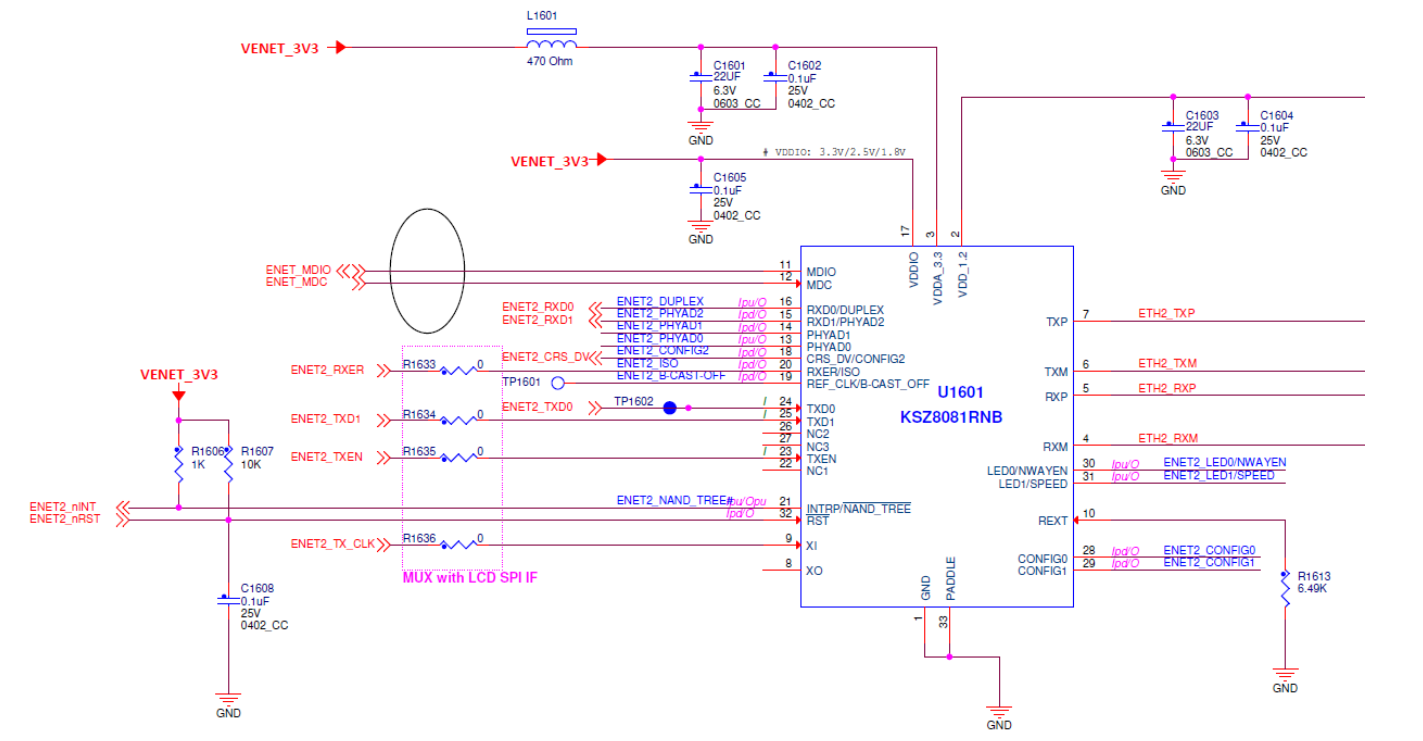 L1601
VENET_3V3
470 Ohm
C1601
22UF
6.3V
0603_CC
C1602
0.1uF
25V
0402_CC
GND
C1603
22UF
6.3V
0603_CC
C1604
0.1uF
25V
0402_CC
GND
VENET_3V3
# VDDIO: 3.3V/2.5V/1.8V
C1605
0.1uF
25V
0402_CC
GND
17
3
2
VDDIO
VDDA_3.3
VDD_1.2
ENET_MDIO
11
MDIO
ENET_MDC
12
MDC
ENET2_RXD0
ENET2_DUPLEX
Ipu/O
16
RXD0/DUPLEX
ENET2_RXD1
ENET2_PHYAD2
Ipd/O
15
RXD1/PHYAD2
ENET2_PHYAD1
Ipd/O
14
PHYAD1
ENET2_PHYAD0
Ipu/O
13
PHYAD0
ENET2_CRS_DV
ENET2_CONFIG2
Ipd/O
18
CRS_DV/CONFIG2
ENET2_RXER
R1633
0
ENET2_ISO
Ipd/O
20
RXER/ISO
TP1601
ENET2_B-CAST-OFF
Ipd/O
19
REF_CLK/B-CAST_OFF
ENET2_TXD0
TP1602
24
TXD0
ENET2_TXD1
R1634
0
25
TXD1
26
NC2
27
NC3
ENET2_TXEN
R1635
0
23
TXEN
22
NC1
U1601
KSZ8081RNB
VENET_3V3
R1606
1K
R1607
10K
ENET2_nINT
ENET2_NAND_TREE#
Ipu/Opu
21
INTRP/NAND_TREE
ENET2_nRST
Ipd/O
32
RST
ENET2_TX_CLK
R1636
0
9
XI
8
XO
MUX with LCD SPI IF
C1608
0.1uF
25V
0402_CC
GND
TXP
7
ETH2_TXP
TXM
6
ETH2_TXM
RXP
5
ETH2_RXP
RXM
4
ETH2_RXM
LED0/NWAYEN
30
Ipu/O
ENET2_LED0/NWAYEN
LED1/SPEED
31
Ipu/O
ENET2_LED1/SPEED
REXT
10
CONFIG0
28
Ipd/O
ENET2_CONFIG0
CONFIG1
29
Ipd/O
ENET2_CONFIG1
R1613
6.49K
GND
GND
PADDLE
1
33
GND